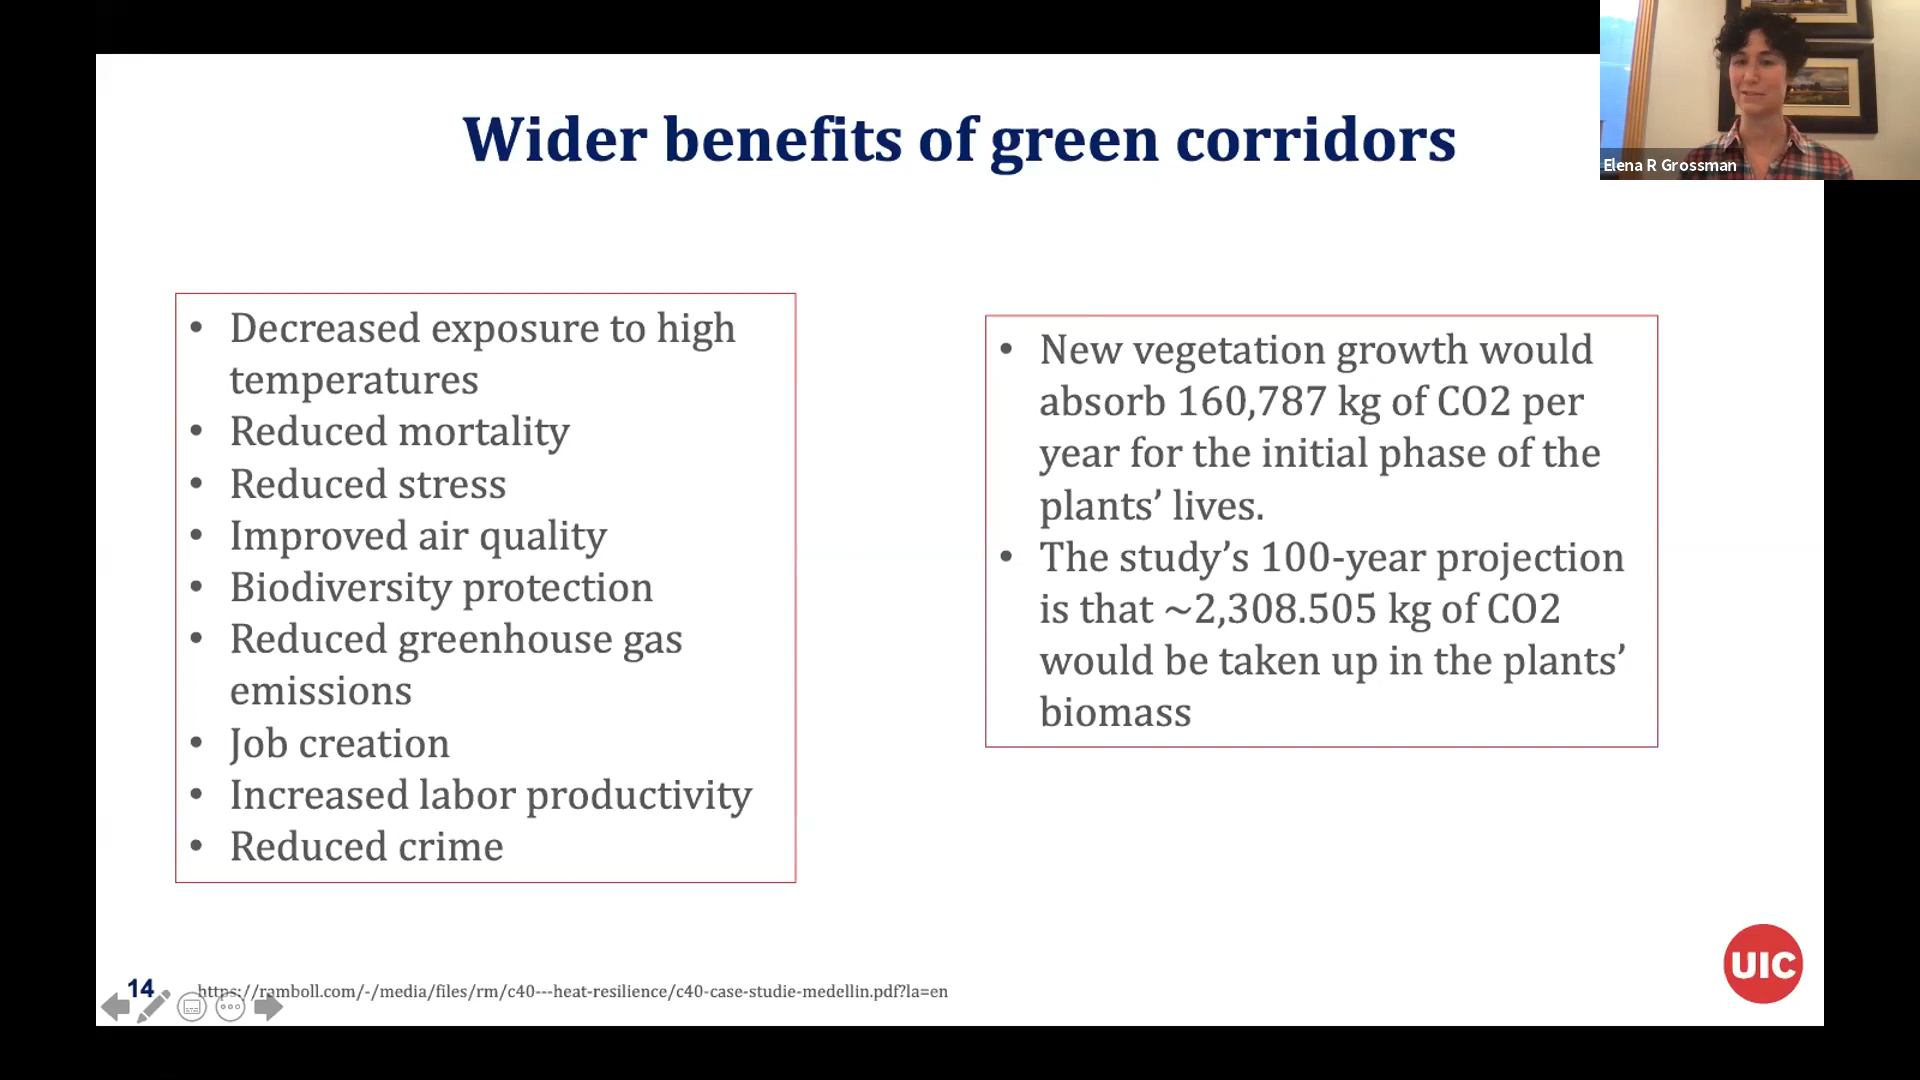 Wider benefits of green corridors
Elena R Grossman
• Decreased exposure to high
temperatures
• Reduced mortality
• Reduced stress
• Improved air quality
• Biodiversity protection
• Reduced greenhouse gas
emissions
• Job creation
• Increased labor productivity
• Reduced crime
• New vegetation growth would
absorb 160,787 kg of CO2 per
year for the initial phase of the
plants’ lives.
• The study’s 100-year projection
is that ~2,308.505 kg of CO2
would be taken up in the plants’
biomass
14
https://ramboll.com/-/media/files/rm/c40---heat-resilience/c40-case-studie-medellin.pdf?la=en
UIC